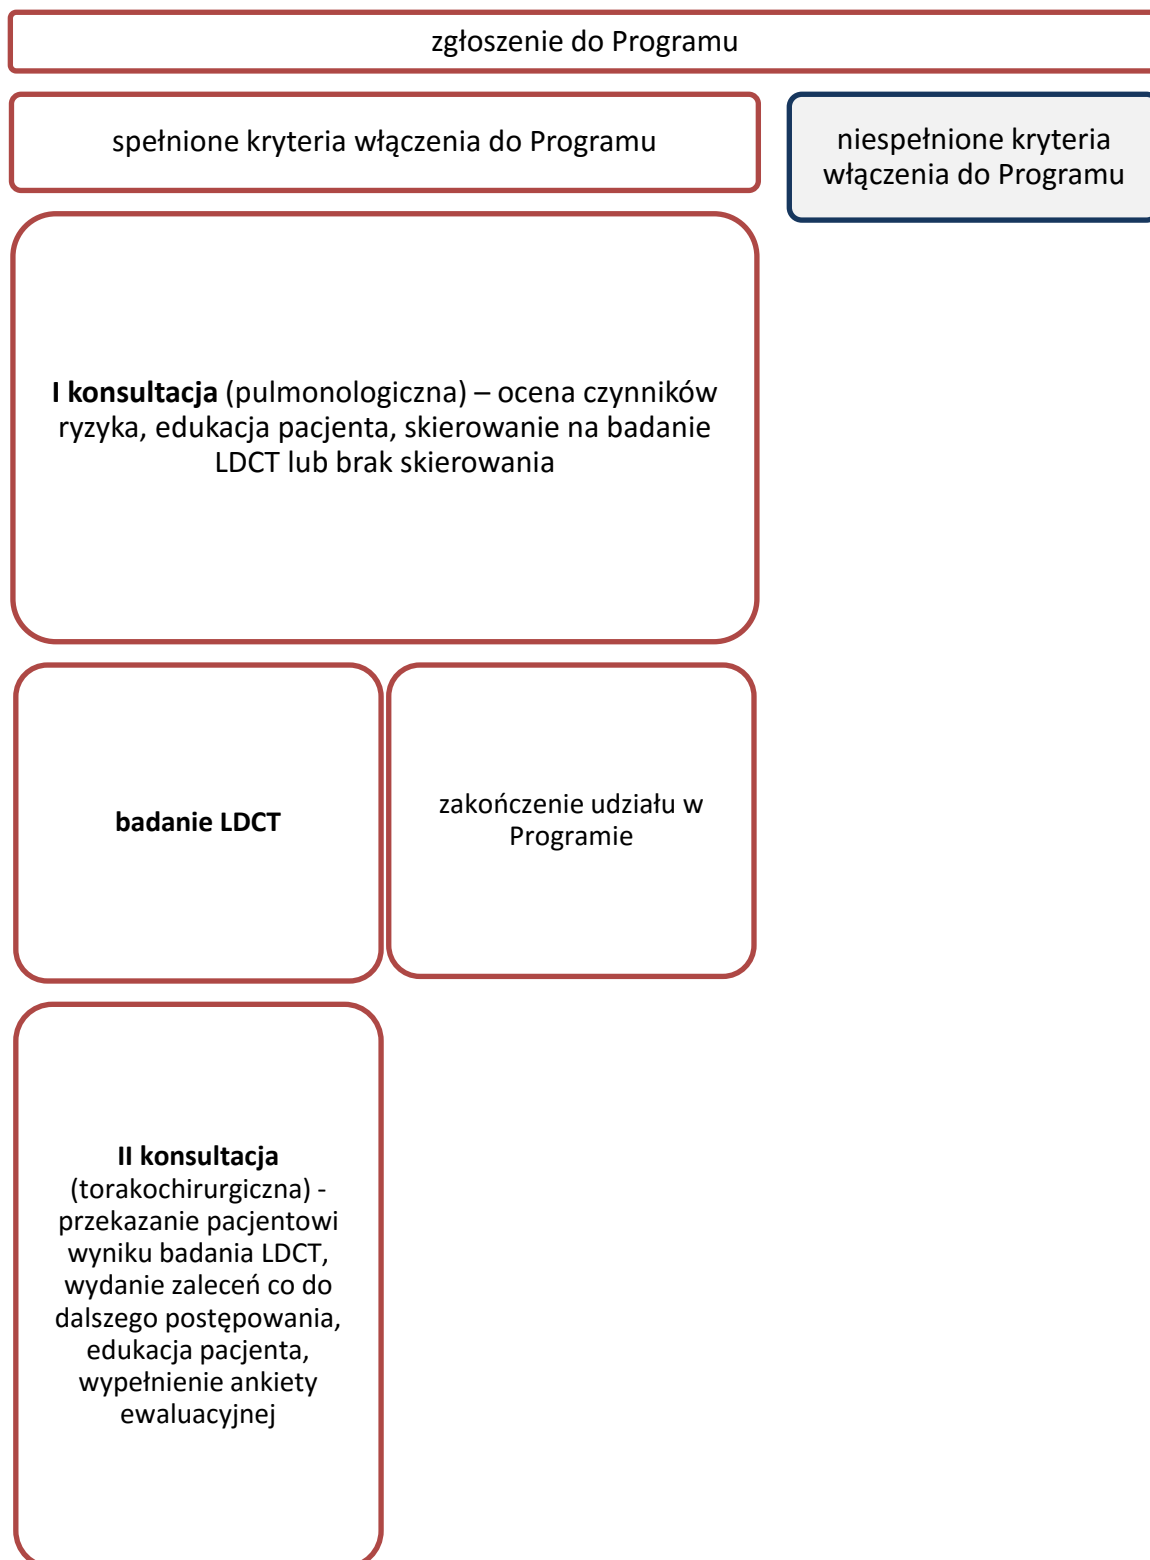 zgłoszenie do Programu
spełnione kryteria włączenia do Programu
niespełnione kryteria
włączenia do Programu
I konsultacja (pulmonologiczna) – ocena czynników
ryzyka, edukacja pacjenta, skierowanie na badanie
LDCT lub brak skierowania
badanie LDCT
zakończenie udziału w
Programie
II konsultacja
(torakochirurgiczna) -
przekazanie pacjentowi
wyniku badania LDCT,
wydanie zaleceń co do
dalszego postępowania,
edukacja pacjenta,
wypełnienie ankiety
ewaluacyjnej